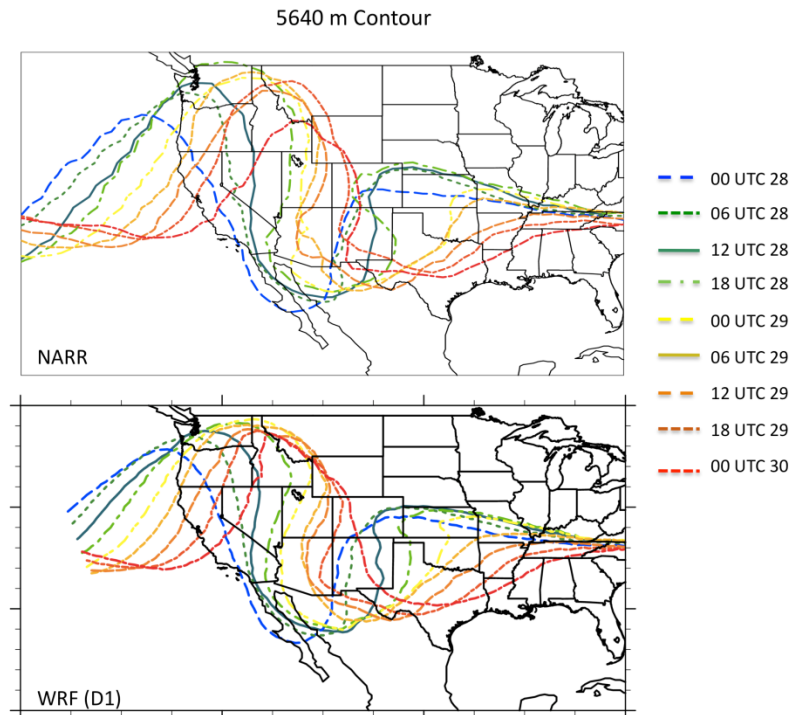 5640 m Contour
NARR
WRF (D1)
00 UTC 28
06 UTC 28
12 UTC 28
18 UTC 28
00 UTC 29
06 UTC 29
12 UTC 29
18 UTC 29
00 UTC 30